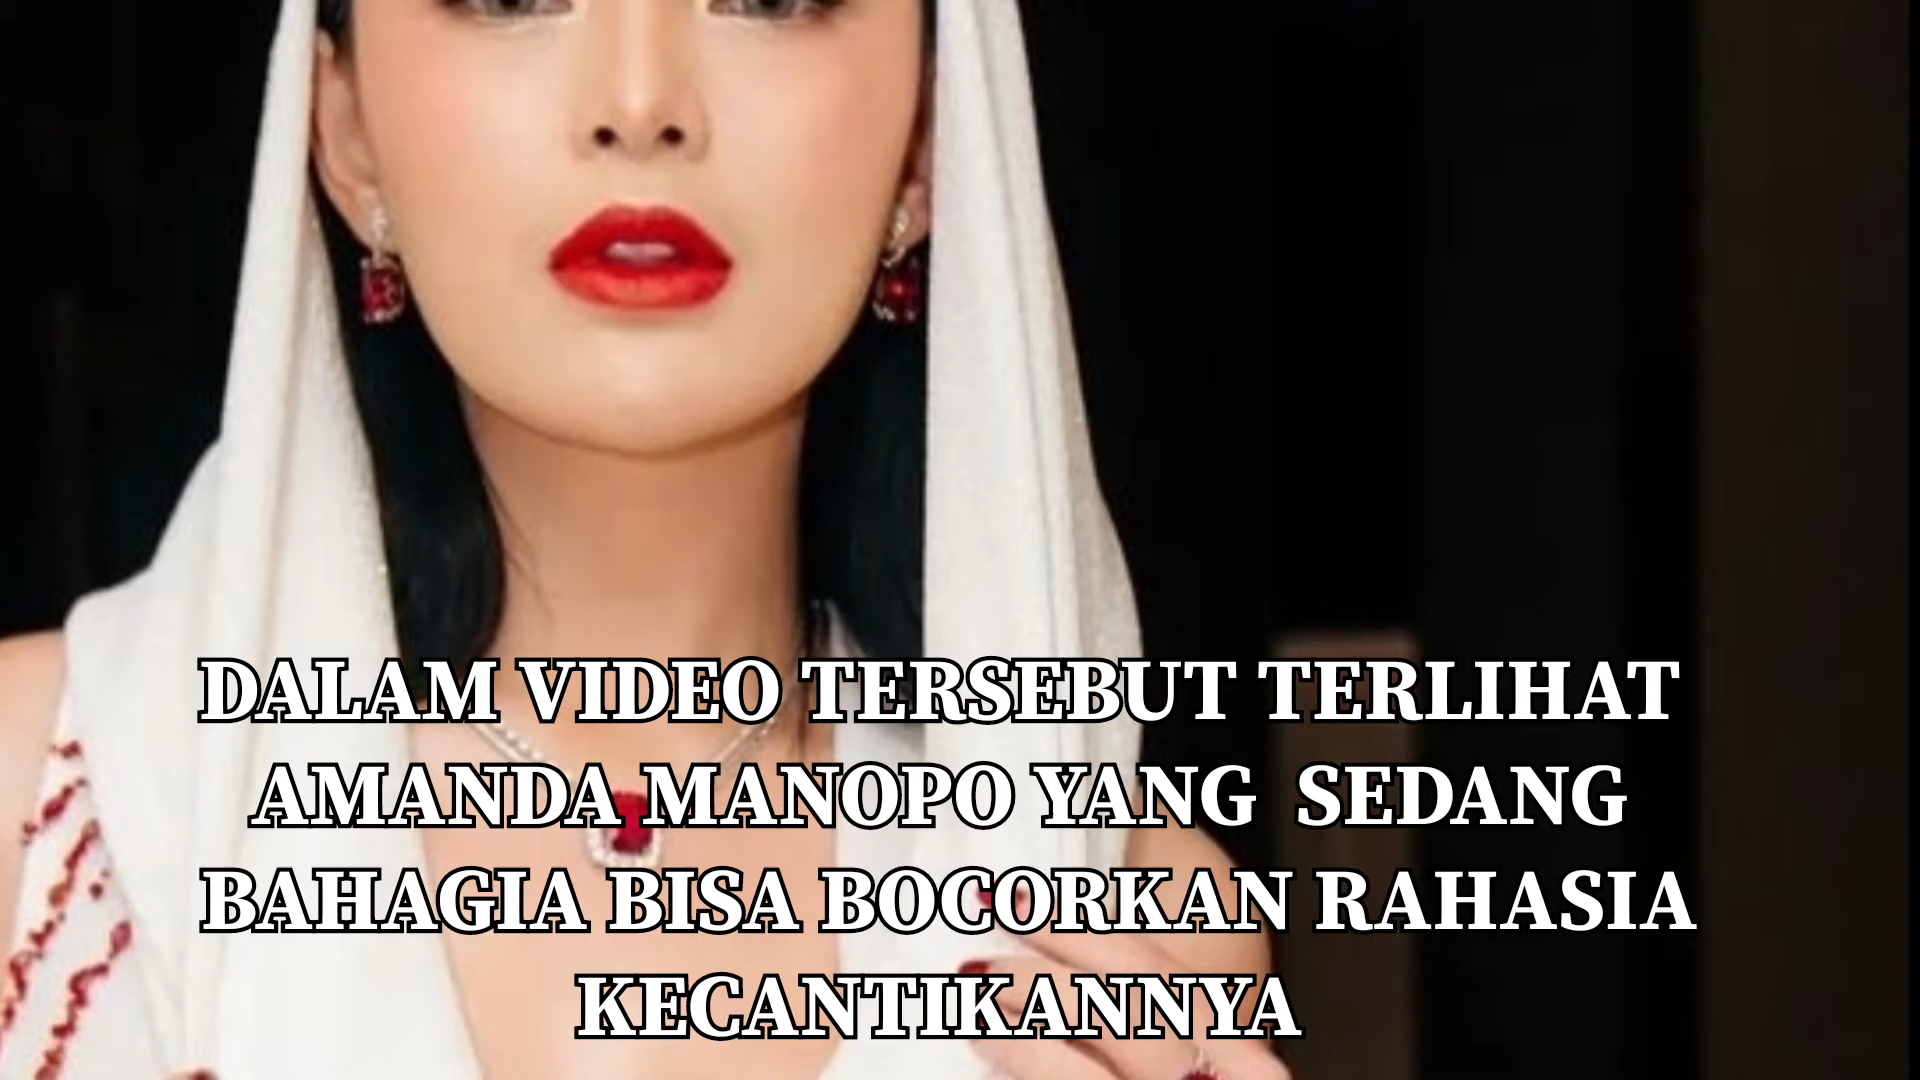 DALAM VIDEO TERSEBUT TERLIHAT
AMANDA MANOPO YANG SEDANG
BAHAGIA BISA BOCORKAN RAHASIA
KECANTIKANNYA